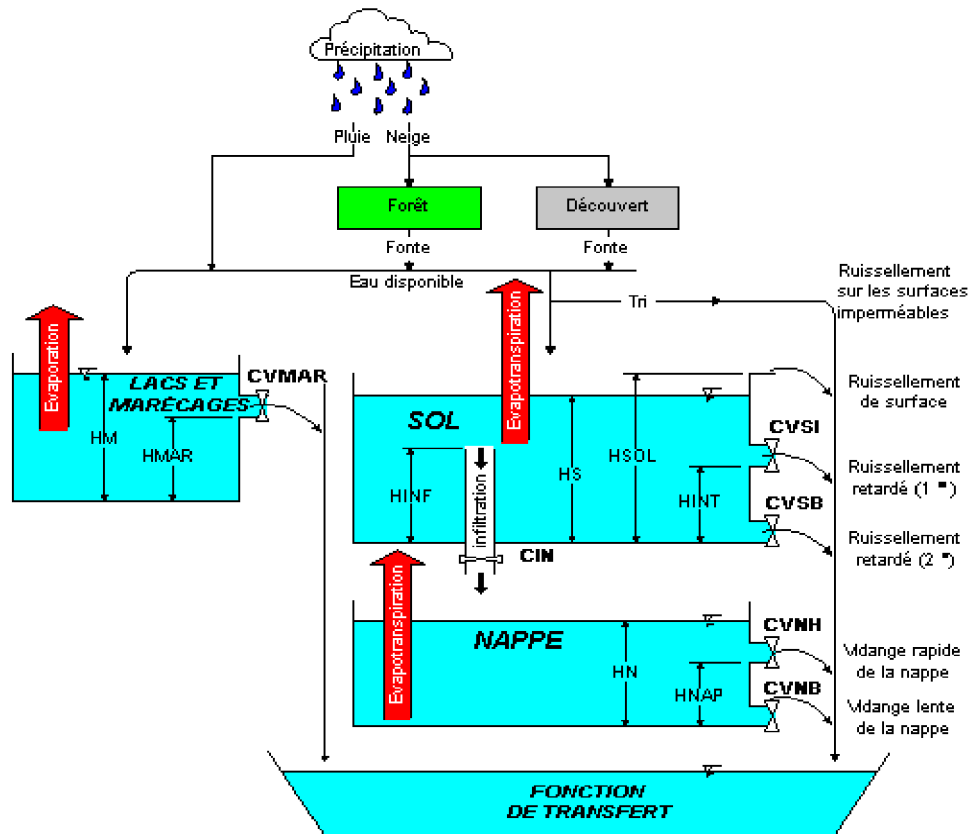 Précipitation
Pluie Neige
Forêt
Découvert
Fonte
Fonte
Eau disponible
Tri
Ruissellement
sur les surfaces
imperméables
Evaporation
LACS ET
MARÉCAGES
CVMAR
HM
HMAR
Evapotranspiration
SOL
HINF
infiltration
CIN
HS
HSOL
HINT
CVSI
CVSB
Ruissellement
de surface
Ruissellement
retardé (1 °)
Ruissellement
retardé (2 °)
Evapotranspiration
NAPPE
HN
HNAP
CVNH
CVNB
Vidange rapide
de la nappe
Vidange lente
de la nappe
FONCTION
DE TRANSFERT